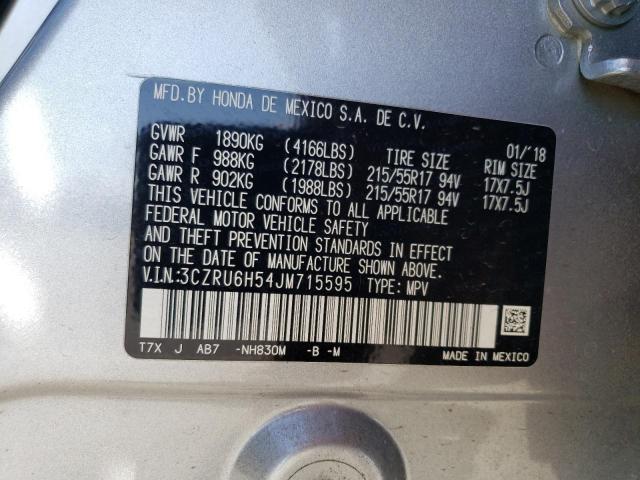 MFD.BY HONDA DE MEXICO S.A. DE C.V.
01/'18
GVWR 1890KG (4166LBS) TIRE SIZE RIM SIZE
GAWR F 988KG (2178LBS) 215/55R17 94V 17X7.5J
GAWR R 902KG (1988LBS) 215/55R17 94V 17X7.5J
THIS VEHICLE CONFORMS TO ALL APPLICABLE
FEDERAL MOTOR VEHICLE SAFETY
AND THEFT PREVENTION STANDARDS IN EFFECT
ON THE DATE OF MANUFACTURE SHOWN ABOVE.
V.I.N.:3CZRU6H54JM715595 TYPE: MPV
T7X J AB7 -NH830M -B -M MADE IN MEXICO